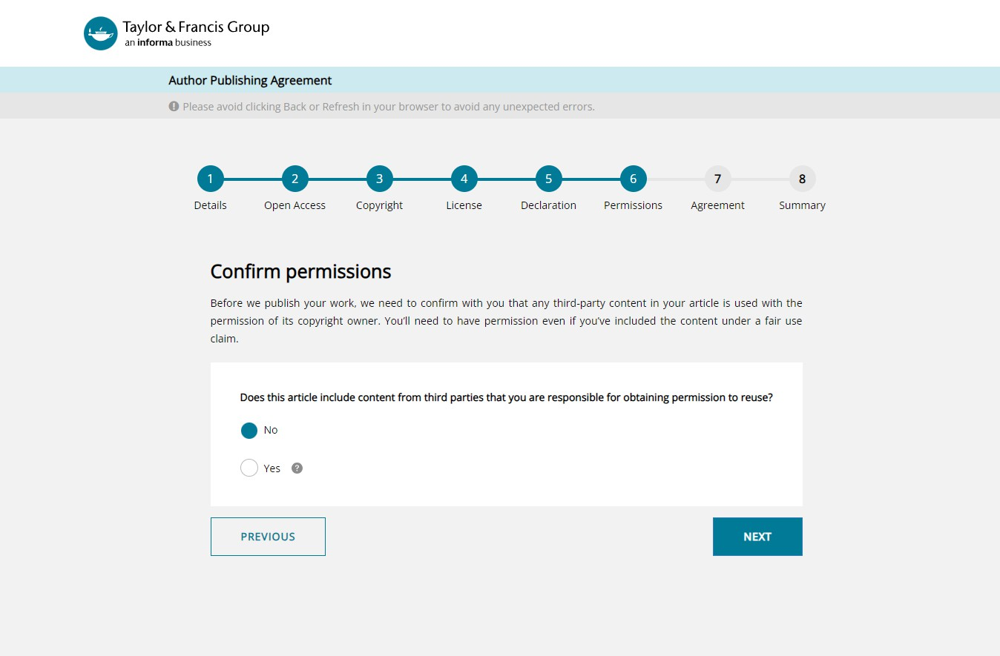 Taylor & Francis Group
an informa business
Author Publishing Agreement
! Please avoid clicking Back or Refresh in your browser to avoid any unexpected errors.
1 2 3 4 5 6 7 8
Details Open Access Copyright License Declaration Permissions Agreement Summary
Confirm permissions
Before we publish your work, we need to confirm with you that any third-party content in your article is used with the
permission of its copyright owner. You’ll need to have permission even if you’ve included the content under a fair use
claim.
Does this article include content from third parties that you are responsible for obtaining permission to reuse?
No
Yes ?
PREVIOUS NEXT